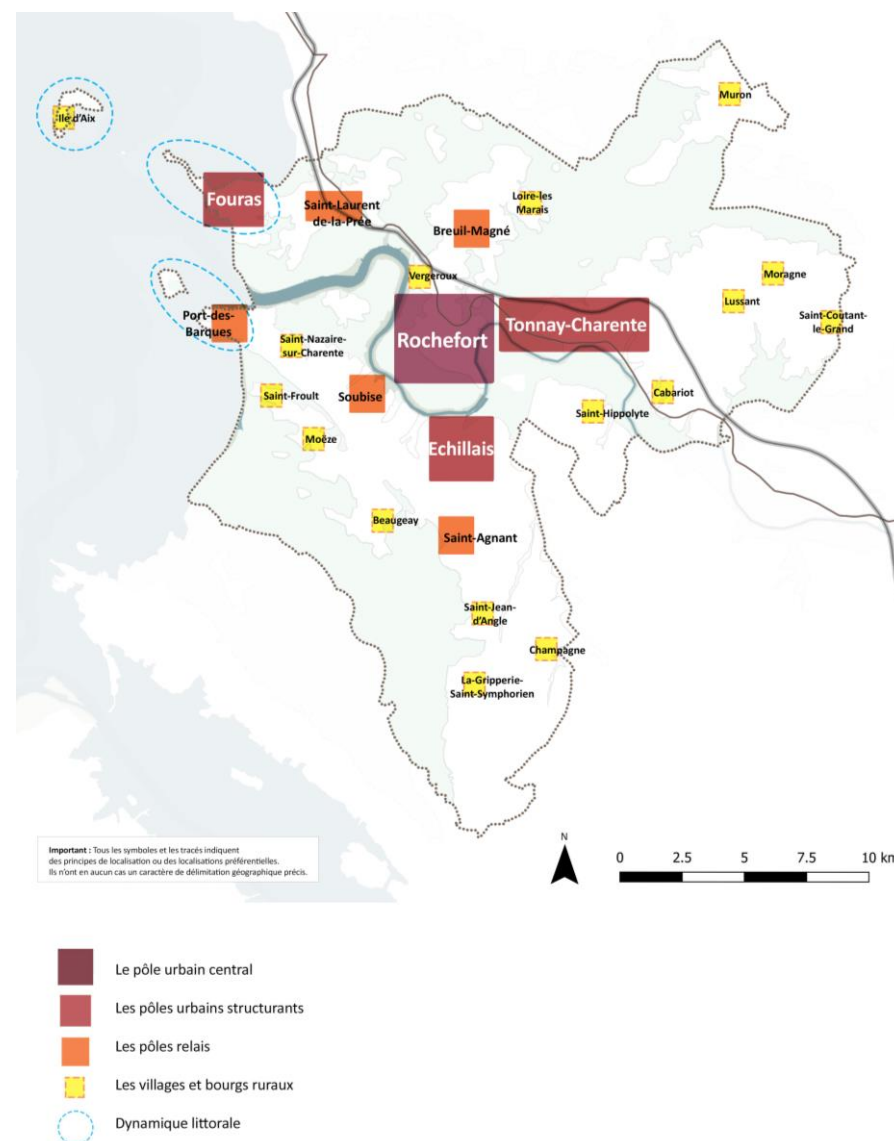 Muron
Ile d'Aix
Fouras
Saint-Laurent
de-la-Prée
Loire-les
Marais
Breuil-Magné
Vergeroux
Moragne
Lussant
Port-des-
Barques
Saint-Coutant-
le-Grand
Tonnay-Charente
Rochefort
Saint-Nazaire-
sur-Charente
Saint-Froult
Soubise
Cabariot
Saint-Hippolyte
Moëze
Echillais
Beaugeay
Saint-Agnant
Saint-Jean-
d'Angle
Champagne
La-Gripperie-
Saint-Symphorien
Important : Tous les symboles et les tracés indiquent
des principes de localisation ou des localisations préférentielles.
Ils n'ont en aucun cas un caractère de délimitation géographique précis.
N
0 2.5 5 7.5 10 km
Le pôle urbain central
Les pôles urbains structurants
Les pôles relais
Les villages et bourgs ruraux
Dynamique littorale